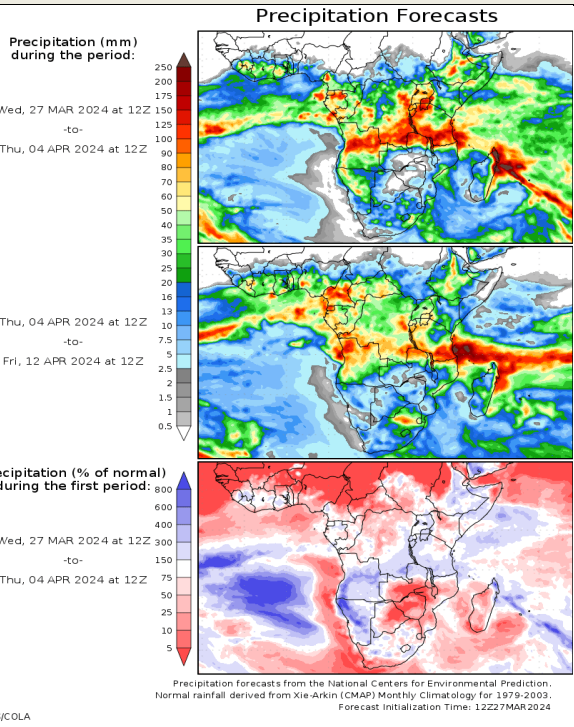 Precipitation Forecasts
Precipitation (mm)
during the period:
Wed, 27 MAR 2024 at 12Z
-to-
Thu, 04 APR 2024 at 12Z
250
200
175
150
125
100
90
80
70
60
50
40
35
30
25
20
16
13
10
7.5
5
2.5
2
1.5
1
0.5
Thu, 04 APR 2024 at 12Z
-to-
Fri, 12 APR 2024 at 12Z
ecipitation (% of normal)
during the first period:
800
600
400
300
150
75
50
25
10
5
Wed, 27 MAR 2024 at 12Z
-to-
Thu, 04 APR 2024 at 12Z
Precipitation forecasts from the National Centers for Environmental Prediction.
Normal rainfall derived from Xie-Arkin (CMAP) Monthly Climatology for 1979-2003.
Forecast Initialization Time: 12Z27MAR2024
/COLA